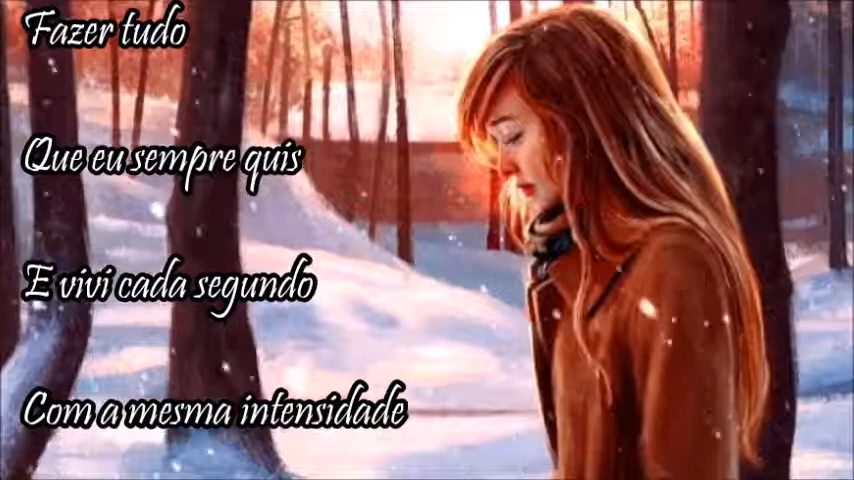 Fazer tudo
Que eu sempre quis
E vivi cada segundo
Com a mesma intensidade